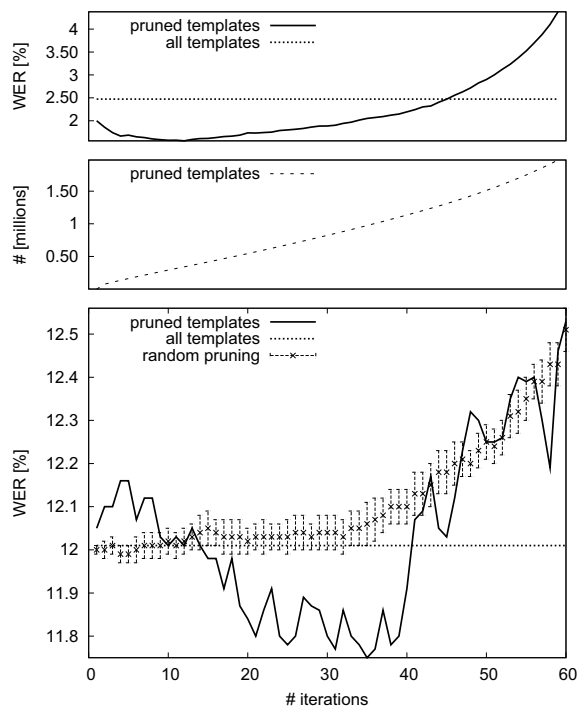 WER [%]
4
3.50
3
2.50
2
pruned templates
all templates
# [millions]
1.50
1
0.50
pruned templates
WER [%]
12.5
12.4
12.3
12.2
12.1
12
11.9
11.8
pruned templates
all templates
random pruning
0 10 20 30 40 50 60
# iterations